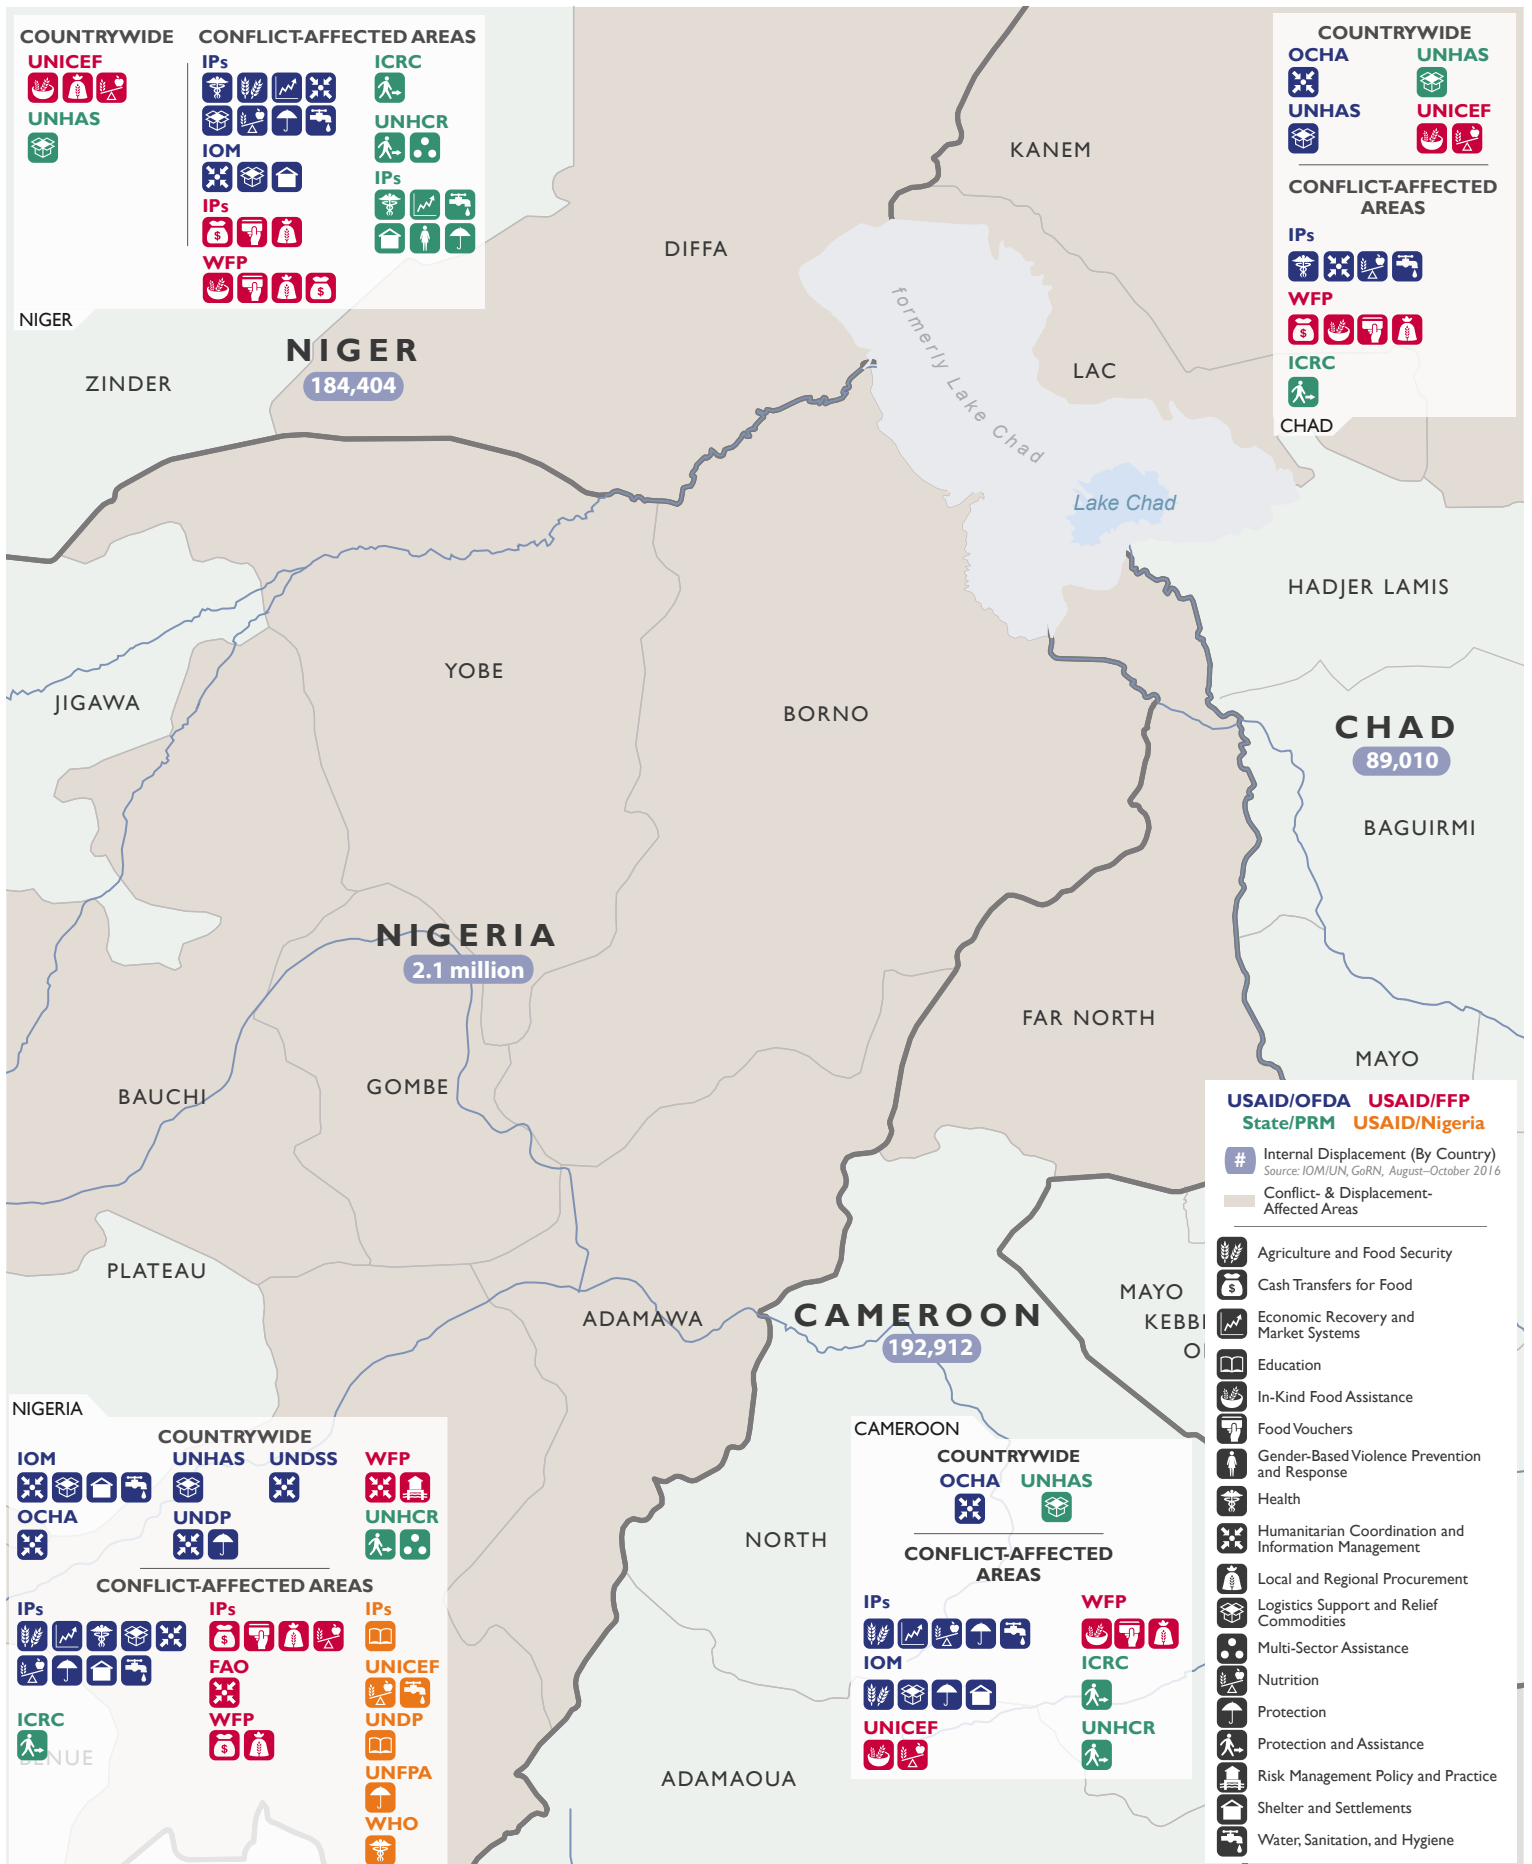 COUNTRYWIDE CONFLICT-AFFECTED AREAS
UNICEF
UNHAS
IPs
IOM
IPs
$
WFP
$
ICRC
UNHCR
IPs
NIGER
COUNTRYWIDE
OCHA UNHAS
UNHAS UNICEF
CONFLICT-AFFECTED
AREAS
IPs
WFP
$
ICRC
CHAD
KANEM
DIFFA
formerly Lake Chad
LAC
NIGER
184,404
ZINDER
Lake Chad
HADJER LAMIS
YOBE
JIGAWA
BORNO
CHAD
89,010
BAGUIRMI
NIGERIA
2.1 million
FAR NORTH
MAYO
GOMBE
BAUCHI
PLATEAU
ADAMAWA
CAMEROON
192,912
MAYO
KEBBI
NORTH
ADAMAOUA
BENUE
USAID/OFDA USAID/FFP
State/PRM USAID/Nigeria
# Internal Displacement (By Country)
Source: IOM/UN, GoRN, August–October 2016
Conflict- & Displacement-
Affected Areas
Agriculture and Food Security
$ Cash Transfers for Food
Economic Recovery and
Market Systems
Education
In-Kind Food Assistance
Food Vouchers
Gender-Based Violence Prevention
and Response
Health
Humanitarian Coordination and
Information Management
Local and Regional Procurement
Logistics Support and Relief
Commodities
Multi-Sector Assistance
Nutrition
Protection
Protection and Assistance
Risk Management Policy and Practice
Shelter and Settlements
Water, Sanitation, and Hygiene
NIGERIA
COUNTRYWIDE
IOM UNHAS UNDSS WFP
OCHA UNDP UNHCR
CONFLICT-AFFECTED AREAS
IPs
ICRC
IPs
$
FAO
WFP
$
IPs
UNICEF
UNDP
UNFPA
WHO
CAMEROON
COUNTRYWIDE
OCHA UNHAS
CONFLICT-AFFECTED
AREAS
IPs WFP
IOM ICRC
UNICEF UNHCR